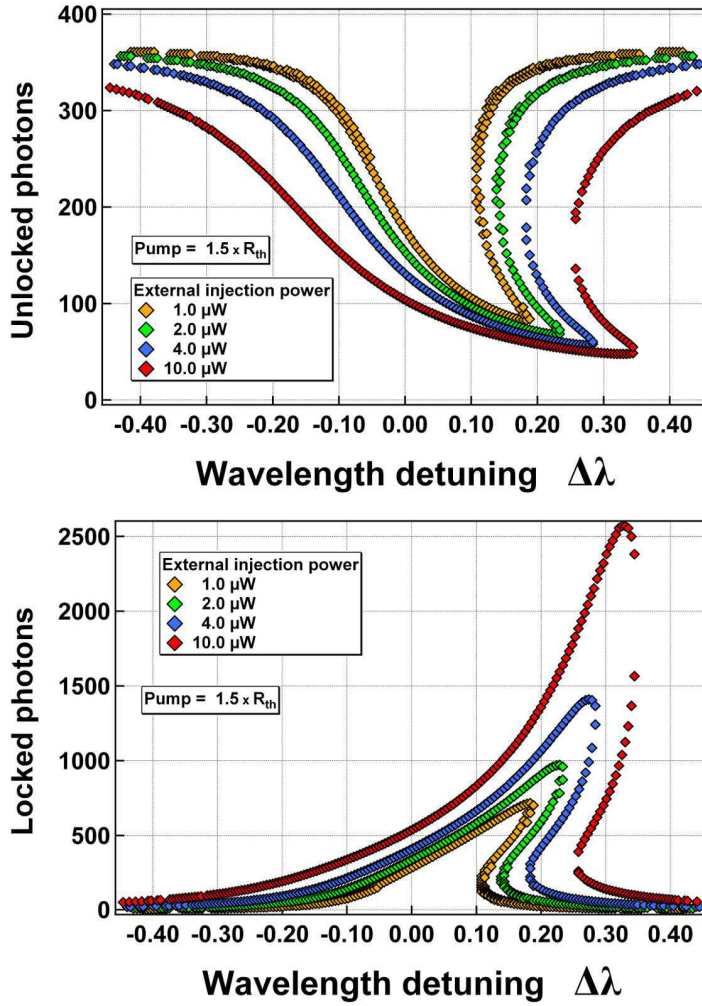 400
300
200
100
0
Unlocked photons
Pump = 1.5 x Rth
External injection power
1.0 µW
2.0 µW
4.0 µW
10.0 µW
-0.40 -0.30 -0.20 -0.10 0.00 0.10 0.20 0.30 0.40
Wavelength detuning Δλ
2500
2000
1500
1000
500
0
Locked photons
External injection power
1.0 µW
2.0 µW
4.0 µW
10.0 µW
Pump = 1.5 x Rth
-0.40 -0.30 -0.20 -0.10 0.00 0.10 0.20 0.30 0.40
Wavelength detuning Δλ